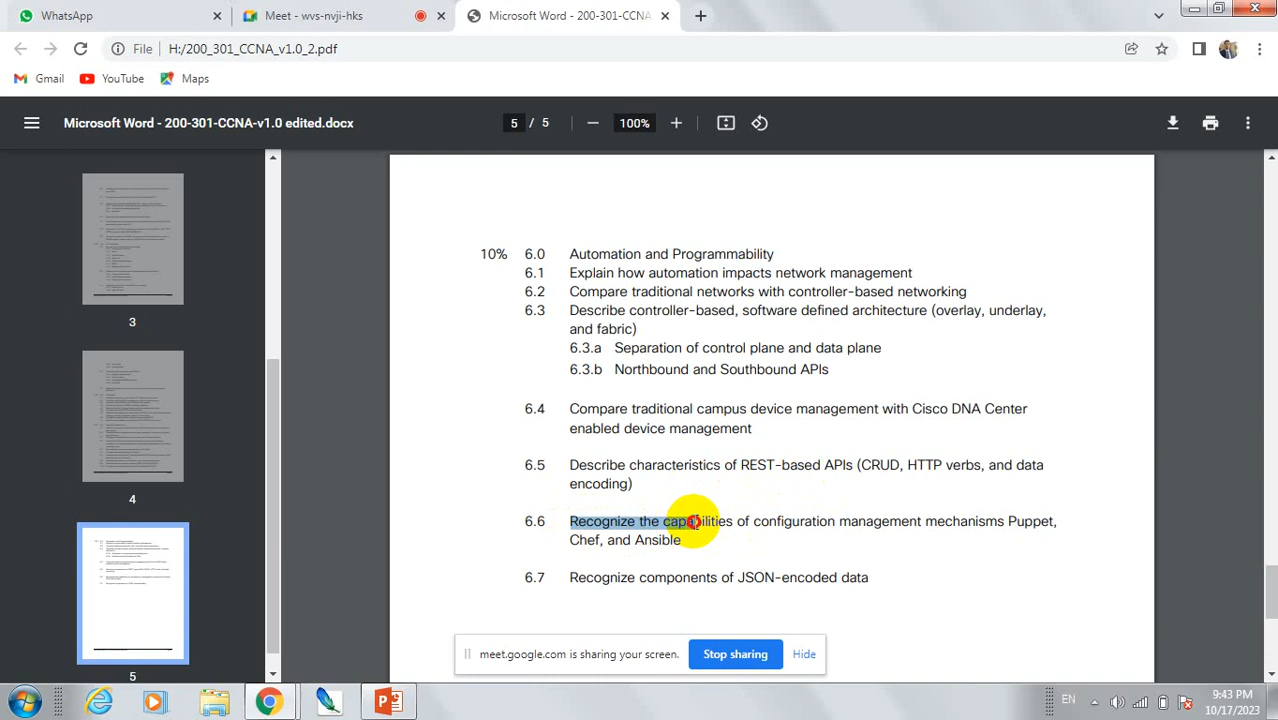 WhatsApp
Meet - wvs-nvji-hks
Microsoft Word - 200-301-CCNA
File
H:/200_301_CCNA_v1.0_2.pdf
Gmail
YouTube
Maps
Microsoft Word - 200-301-CCNA-v1.0 edited.docx
5 / 5
100%
3
4
5
10% 6.0 Automation and Programmability
6.1 Explain how automation impacts network management
6.2 Compare traditional networks with controller-based networking
6.3 Describe controller-based, software defined architecture (overlay, underlay,
and fabric)
6.3.a Separation of control plane and data plane
6.3.b Northbound and Southbound APIs
6.4 Compare traditional campus device management with Cisco DNA Center
enabled device management
6.5 Describe characteristics of REST-based APIs (CRUD, HTTP verbs, and data
encoding)
6.6 Recognize the capabilities of configuration management mechanisms Puppet,
Chef, and Ansible
6.7 Recognize components of JSON-encoded data
meet.google.com is sharing your screen.
Stop sharing
Hide
EN
9:43 PM
10/17/2023